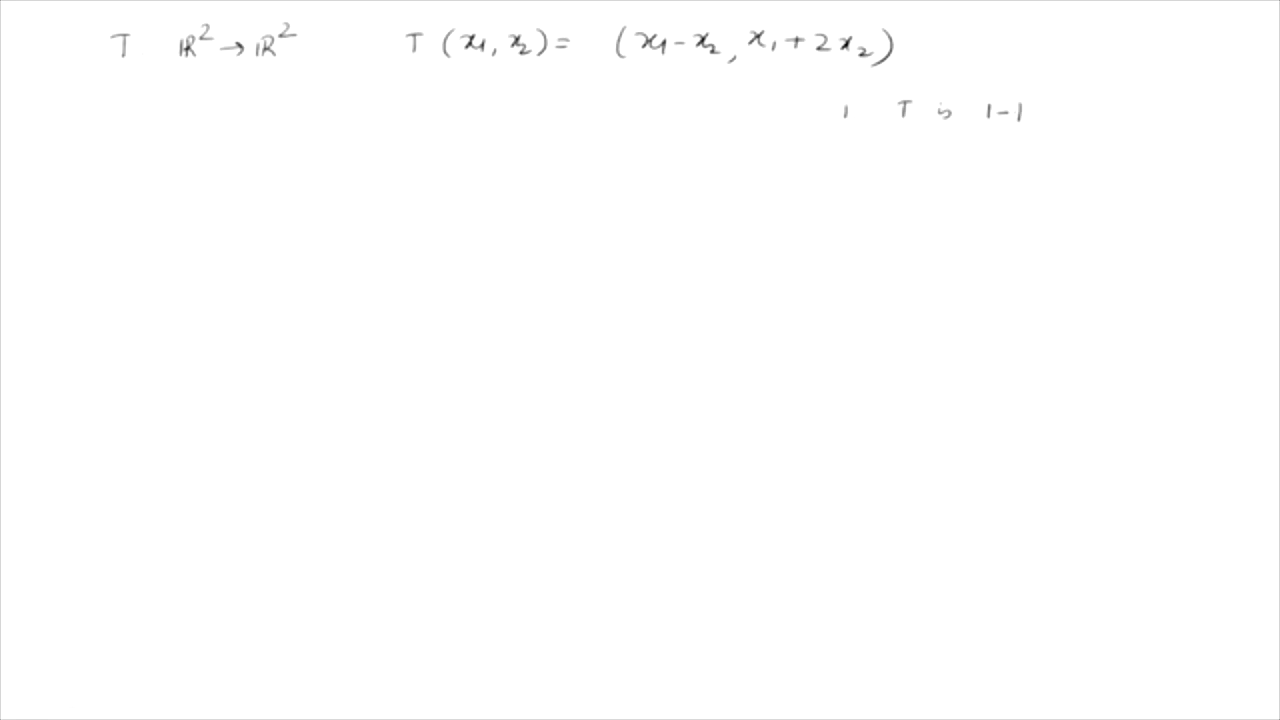 T ℝ² → ℝ² T (x₁, x₂) = (x₁ - x₂, x₁ + 2x₂)
1 T is 1-1